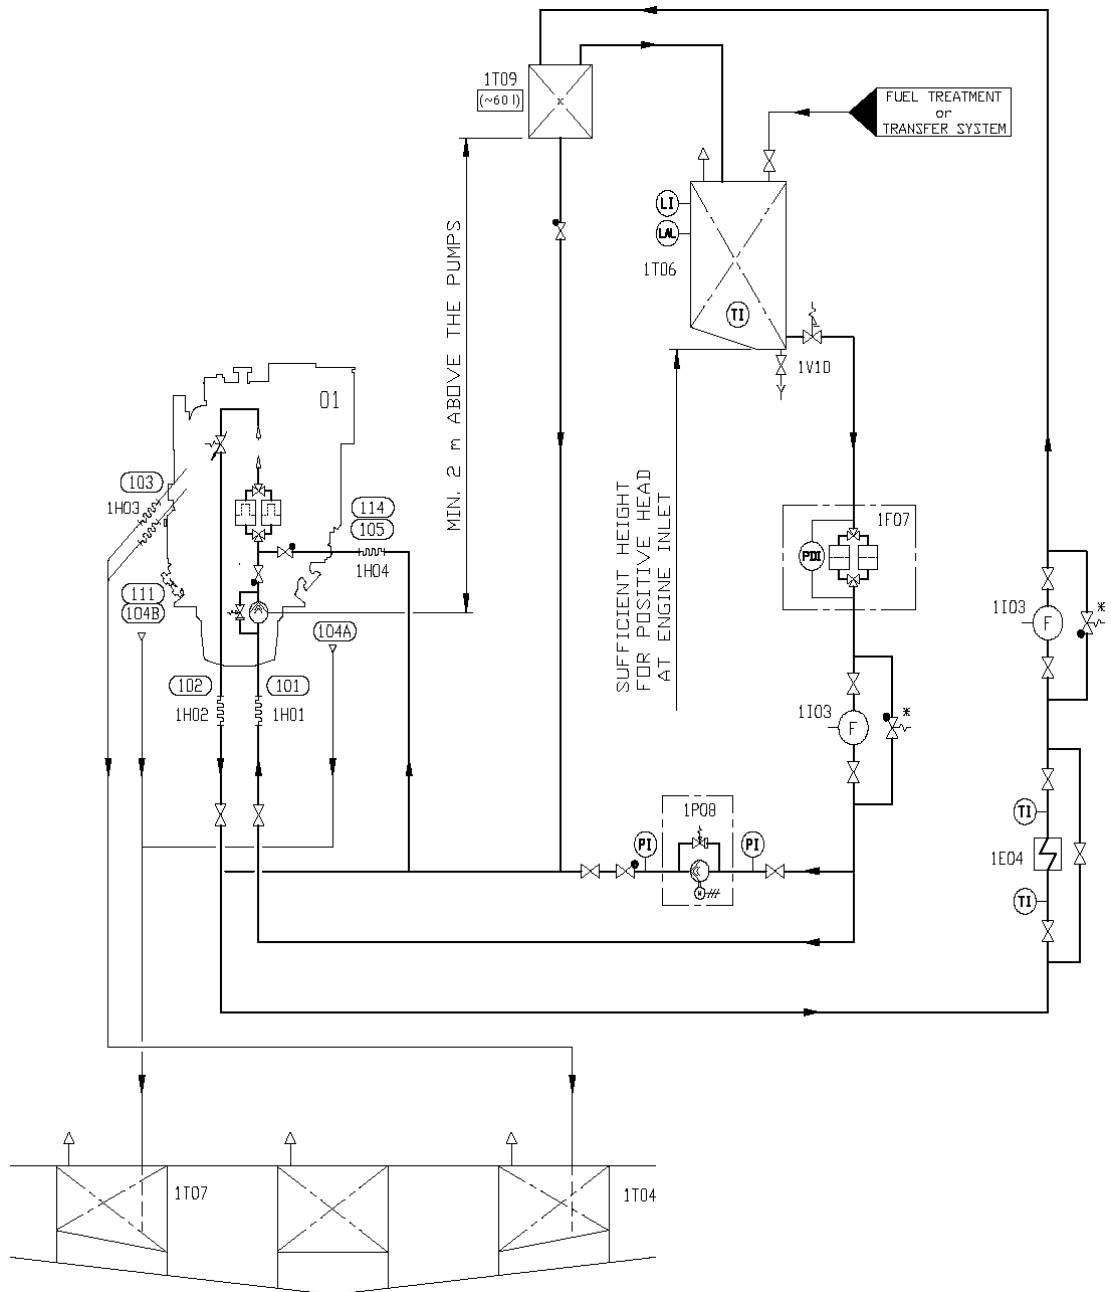 1T09
(~60 l)
FUEL TREATMENT
or
TRANSFER SYSTEM
LI
LAL
1T06
TI
1V10
MIN. 2 m ABOVE THE PUMPS
01
103
1H03
114
105
1H04
111
104B
104A
102
101
1H02
1H01
SUFFICIENT HEIGHT
FOR POSITIVE HEAD
AT ENGINE INLET
1F07
PDI
1I03
F
*
1I03
F
*
1P08
PI
PI
M
TI
1E04
TI
1T07
1T04